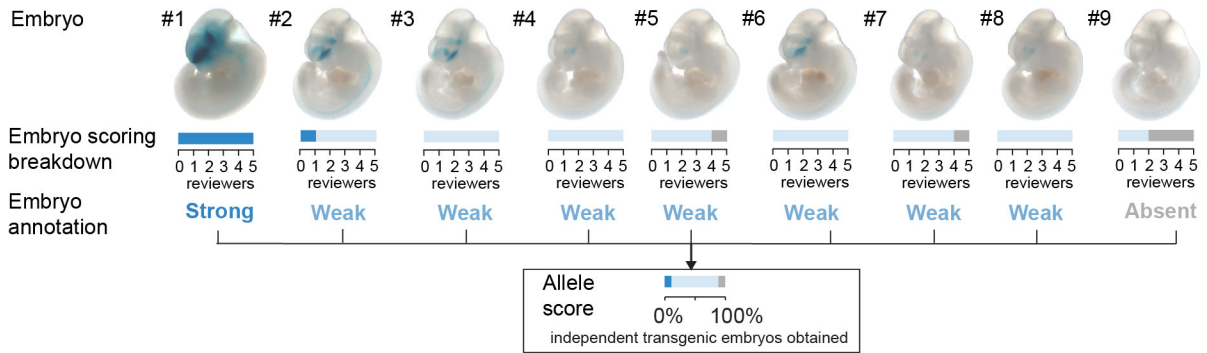 Embryo #1 #2 #3 #4 #5 #6 #7 #8 #9
Embryo scoring
breakdown
0 1 2 3 4 5 0 1 2 3 4 5 0 1 2 3 4 5 0 1 2 3 4 5 0 1 2 3 4 5 0 1 2 3 4 5 0 1 2 3 4 5 0 1 2 3 4 5 0 1 2 3 4 5
reviewers reviewers reviewers reviewers reviewers reviewers reviewers reviewers reviewers
Embryo
annotation
Strong Weak Weak Weak Weak Weak Weak Weak Absent
Allele
score
0% 100%
independent transgenic embryos obtained